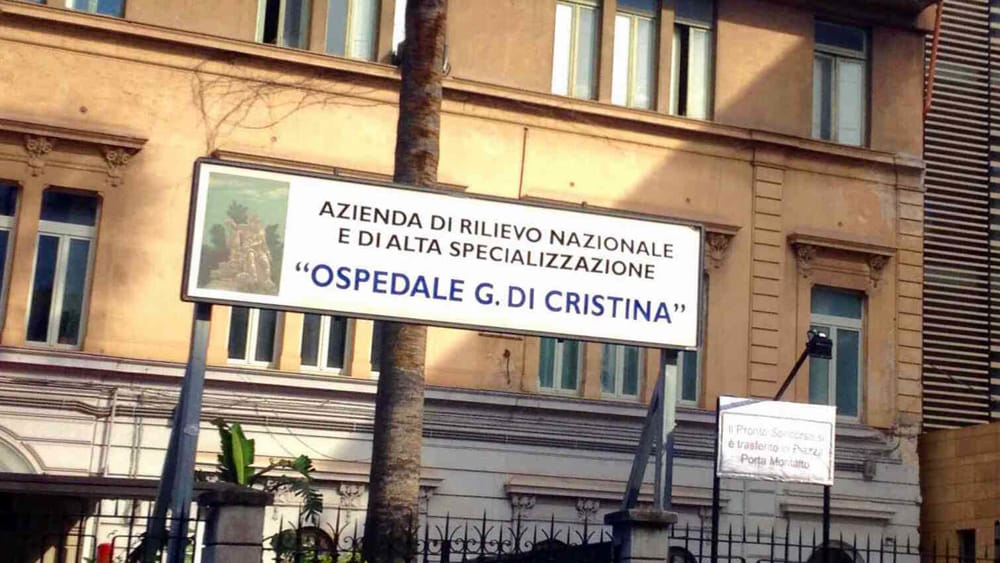 AZIENDA DI RILIEVO NAZIONALE
E DI ALTA SPECIALIZZAZIONE
“OSPEDALE G. DI CRISTINA”
Il Pronto Soccorso si
è trasferito in Piazza
Porta Montalto